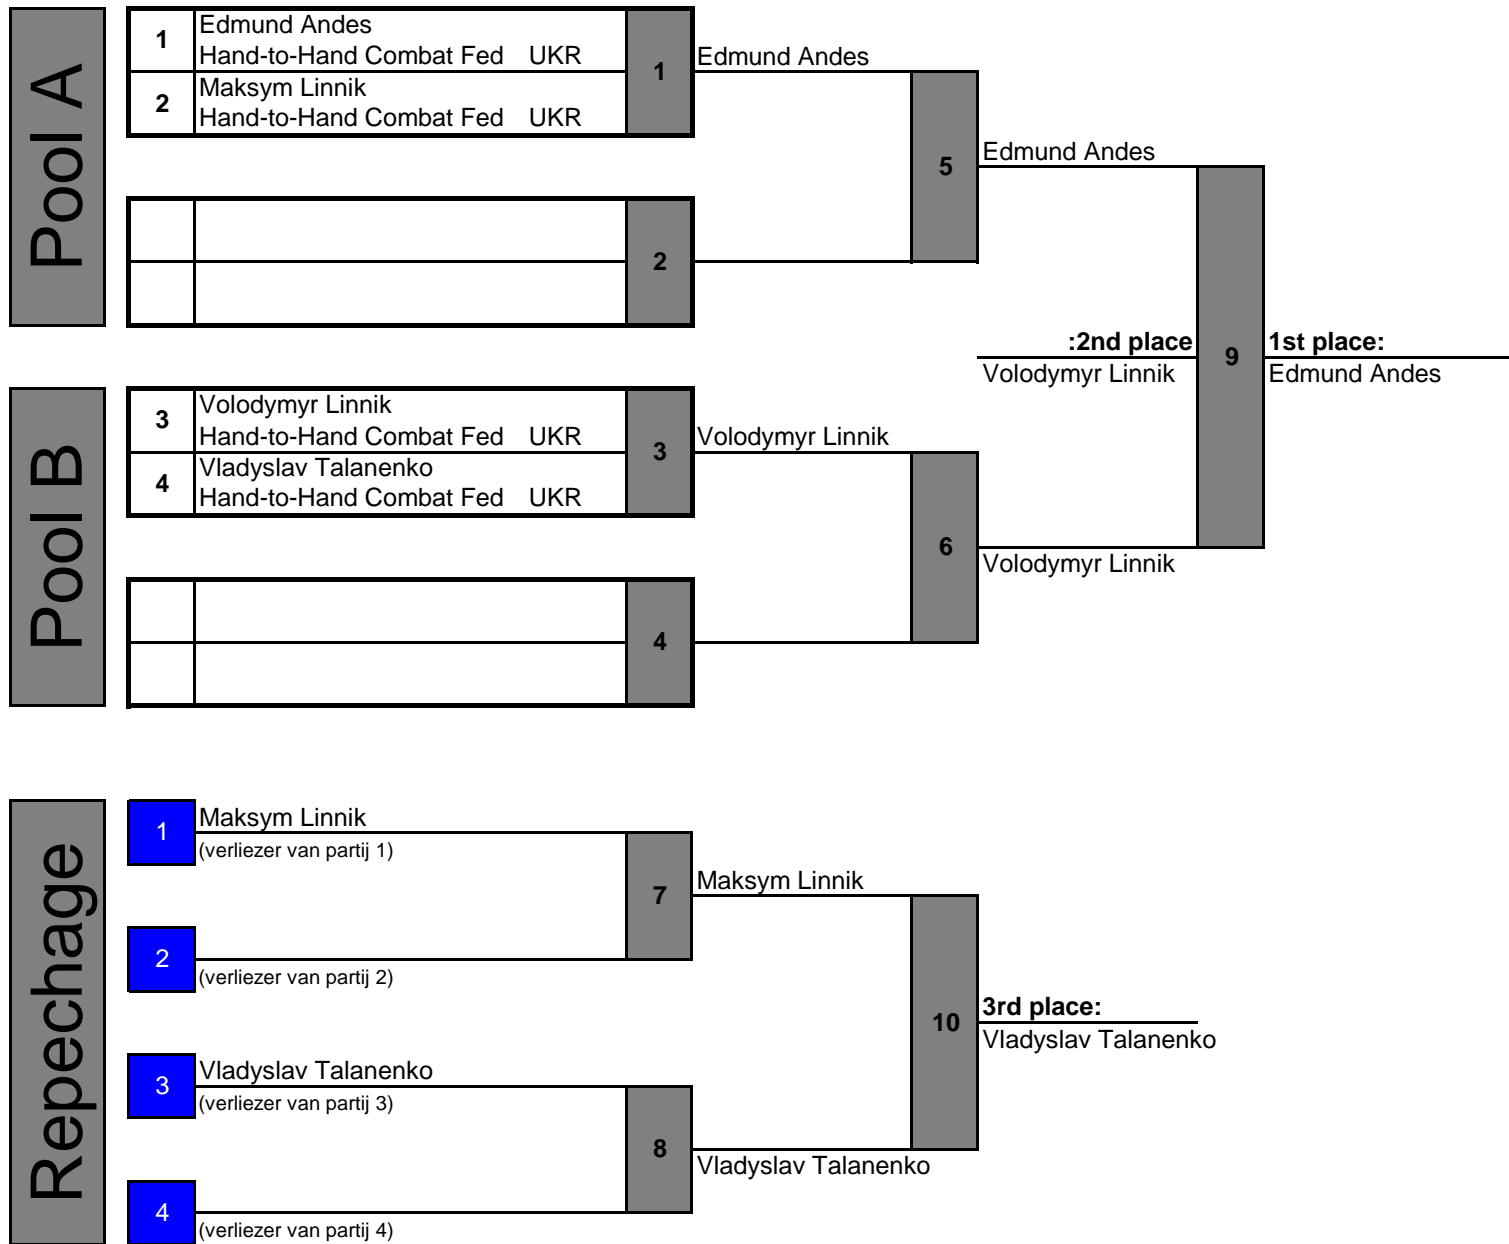 Pool A
1
Edmund Andes
Hand-to-Hand Combat Fed UKR
2
Maksym Linnik
Hand-to-Hand Combat Fed UKR
1
Edmund Andes
2
5
Edmund Andes
:2nd place
Volodymyr Linnik
9
1st place:
Edmund Andes
Pool B
3
Volodymyr Linnik
Hand-to-Hand Combat Fed UKR
4
Vladyslav Talanenko
Hand-to-Hand Combat Fed UKR
3
Volodymyr Linnik
4
6
Volodymyr Linnik
Repechage
1
Maksym Linnik
(verliezer van partij 1)
2
(verliezer van partij 2)
7
Maksym Linnik
3
Vladyslav Talanenko
(verliezer van partij 3)
4
(verliezer van partij 4)
8
Vladyslav Talanenko
10
3rd place:
Vladyslav Talanenko